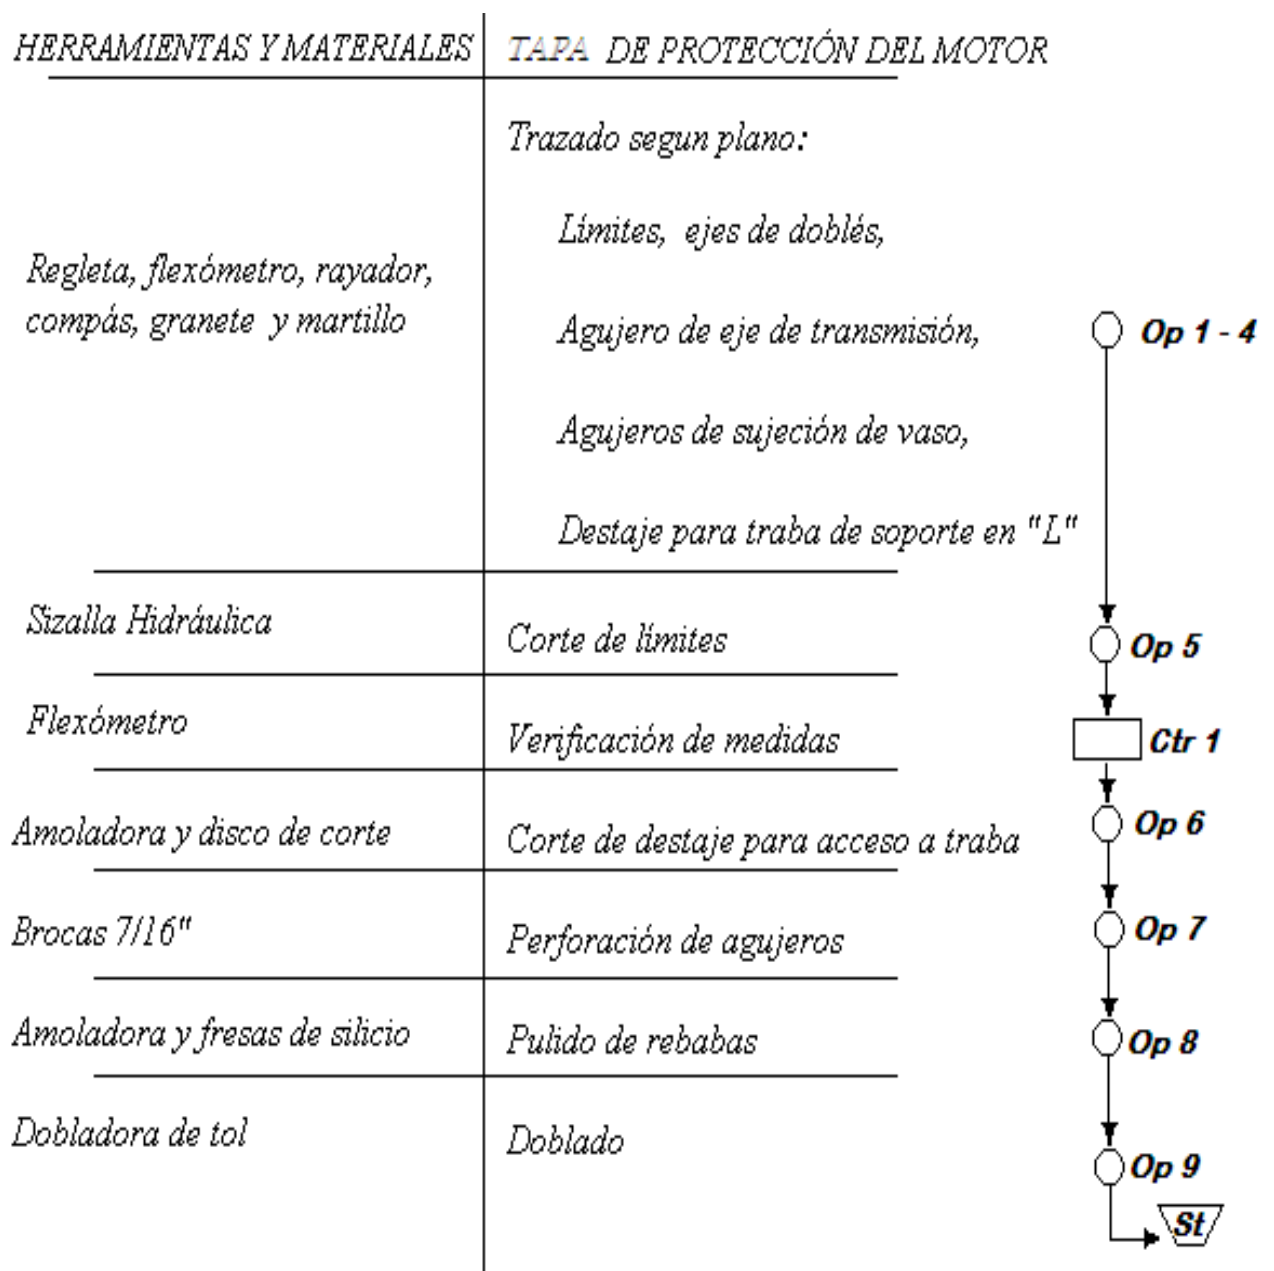 HERRAMIENTAS Y MATERIALES
TAPA DE PROTECCIÓN DEL MOTOR
Trazado segun plano:
Límites, ejes de doblés,
Regleta, flexómetro, rayador,
compás, granete y martillo
Agujero de eje de transmisión,
Op 1 - 4
Agujeros de sujeción de vaso,
Destaje para traba de soporte en "L"
Sizalla Hidráulica
Corte de límites
Op 5
Flexómetro
Verificación de medidas
Ctr 1
Amoladora y disco de corte
Corte de destaje para acceso a traba
Op 6
Brocas 7/16"
Perforación de agujeros
Op 7
Amoladora y fresas de silicio
Pulido de rebabas
Op 8
Dobladora de tol
Doblado
Op 9
St